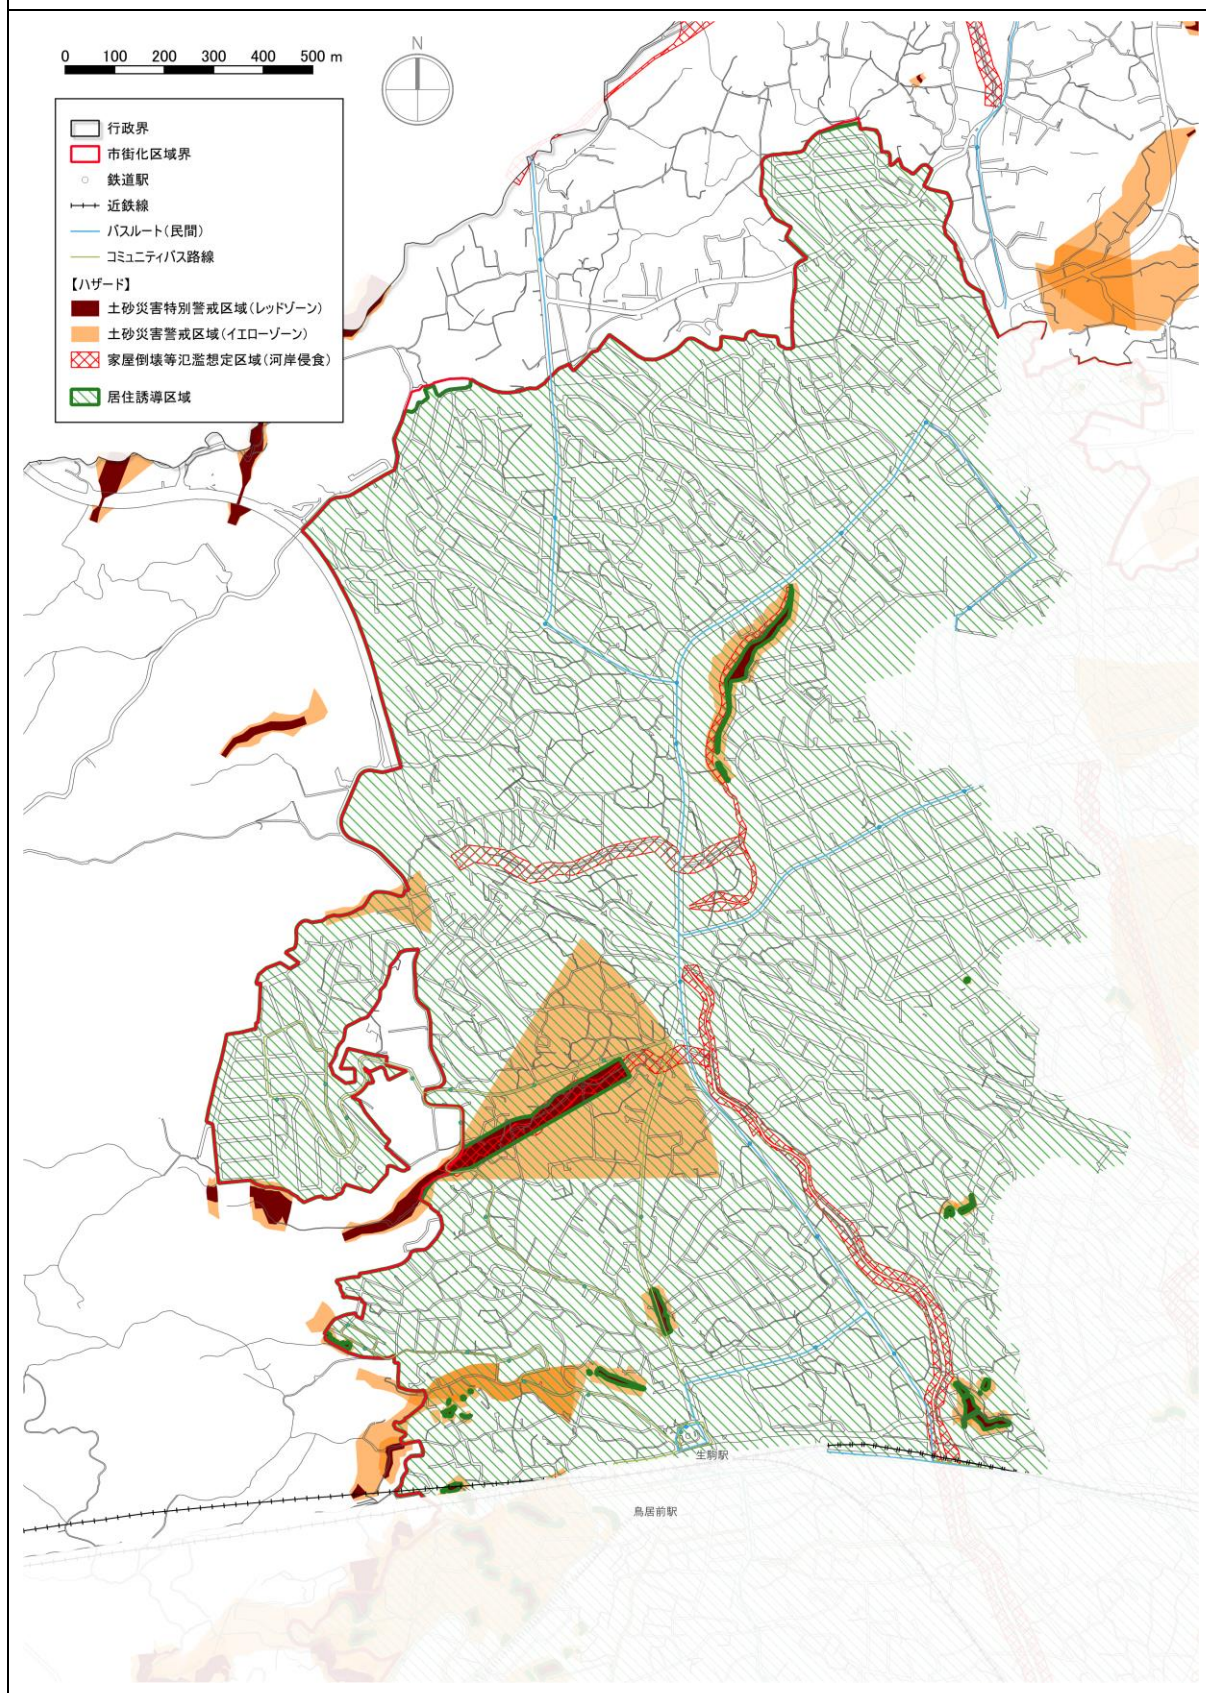 0 100 200 300 400 500 m
N
行政界
市街化区域界
鉄道駅
近鉄線
バスルート(民間)
コミュニティバス路線
【ハザード】
土砂災害特別警戒区域(レッドゾーン)
土砂災害警戒区域(イエローゾーン)
家屋倒壊等氾濫想定区域(河岸侵食)
居住誘導区域
生駒駅
鳥居前駅